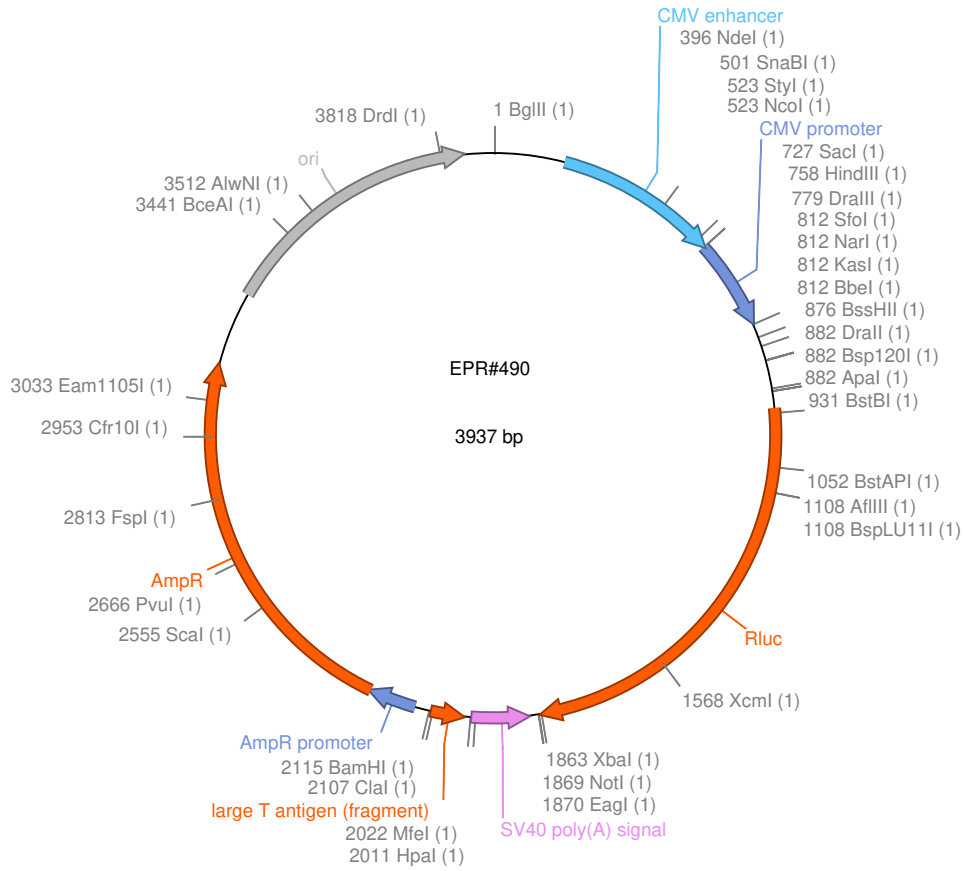 CMV enhancer
396 NdeI (1)
501 SnaBI (1)
523 StyI (1)
523 NcoI (1)
CMV promoter
727 SacI (1)
758 HindIII (1)
779 DraIII (1)
812 SfoI (1)
812 NarI (1)
812 KasI (1)
812 BbeI (1)
876 BssHII (1)
882 DraII (1)
882 Bsp120I (1)
882 ApaI (1)
931 BstBI (1)
1052 BstAPI (1)
1108 AflIII (1)
1108 BspLU11I (1)
Rluc
1568 XcmI (1)
1863 XbaI (1)
1869 NotI (1)
1870 EagI (1)
SV40 poly(A) signal
2011 HpaI (1)
2022 MfeI (1)
large T antigen (fragment)
2107 ClaI (1)
2115 BamHI (1)
AmpR promoter
2555 ScaI (1)
2666 PvuI (1)
AmpR
2813 FspI (1)
2953 Cfr10I (1)
3033 Eam1105I (1)
3441 BceAI (1)
3512 AlwNI (1)
ori
3818 DrdI (1)
1 BglII (1)
EPR#490
3937 bp